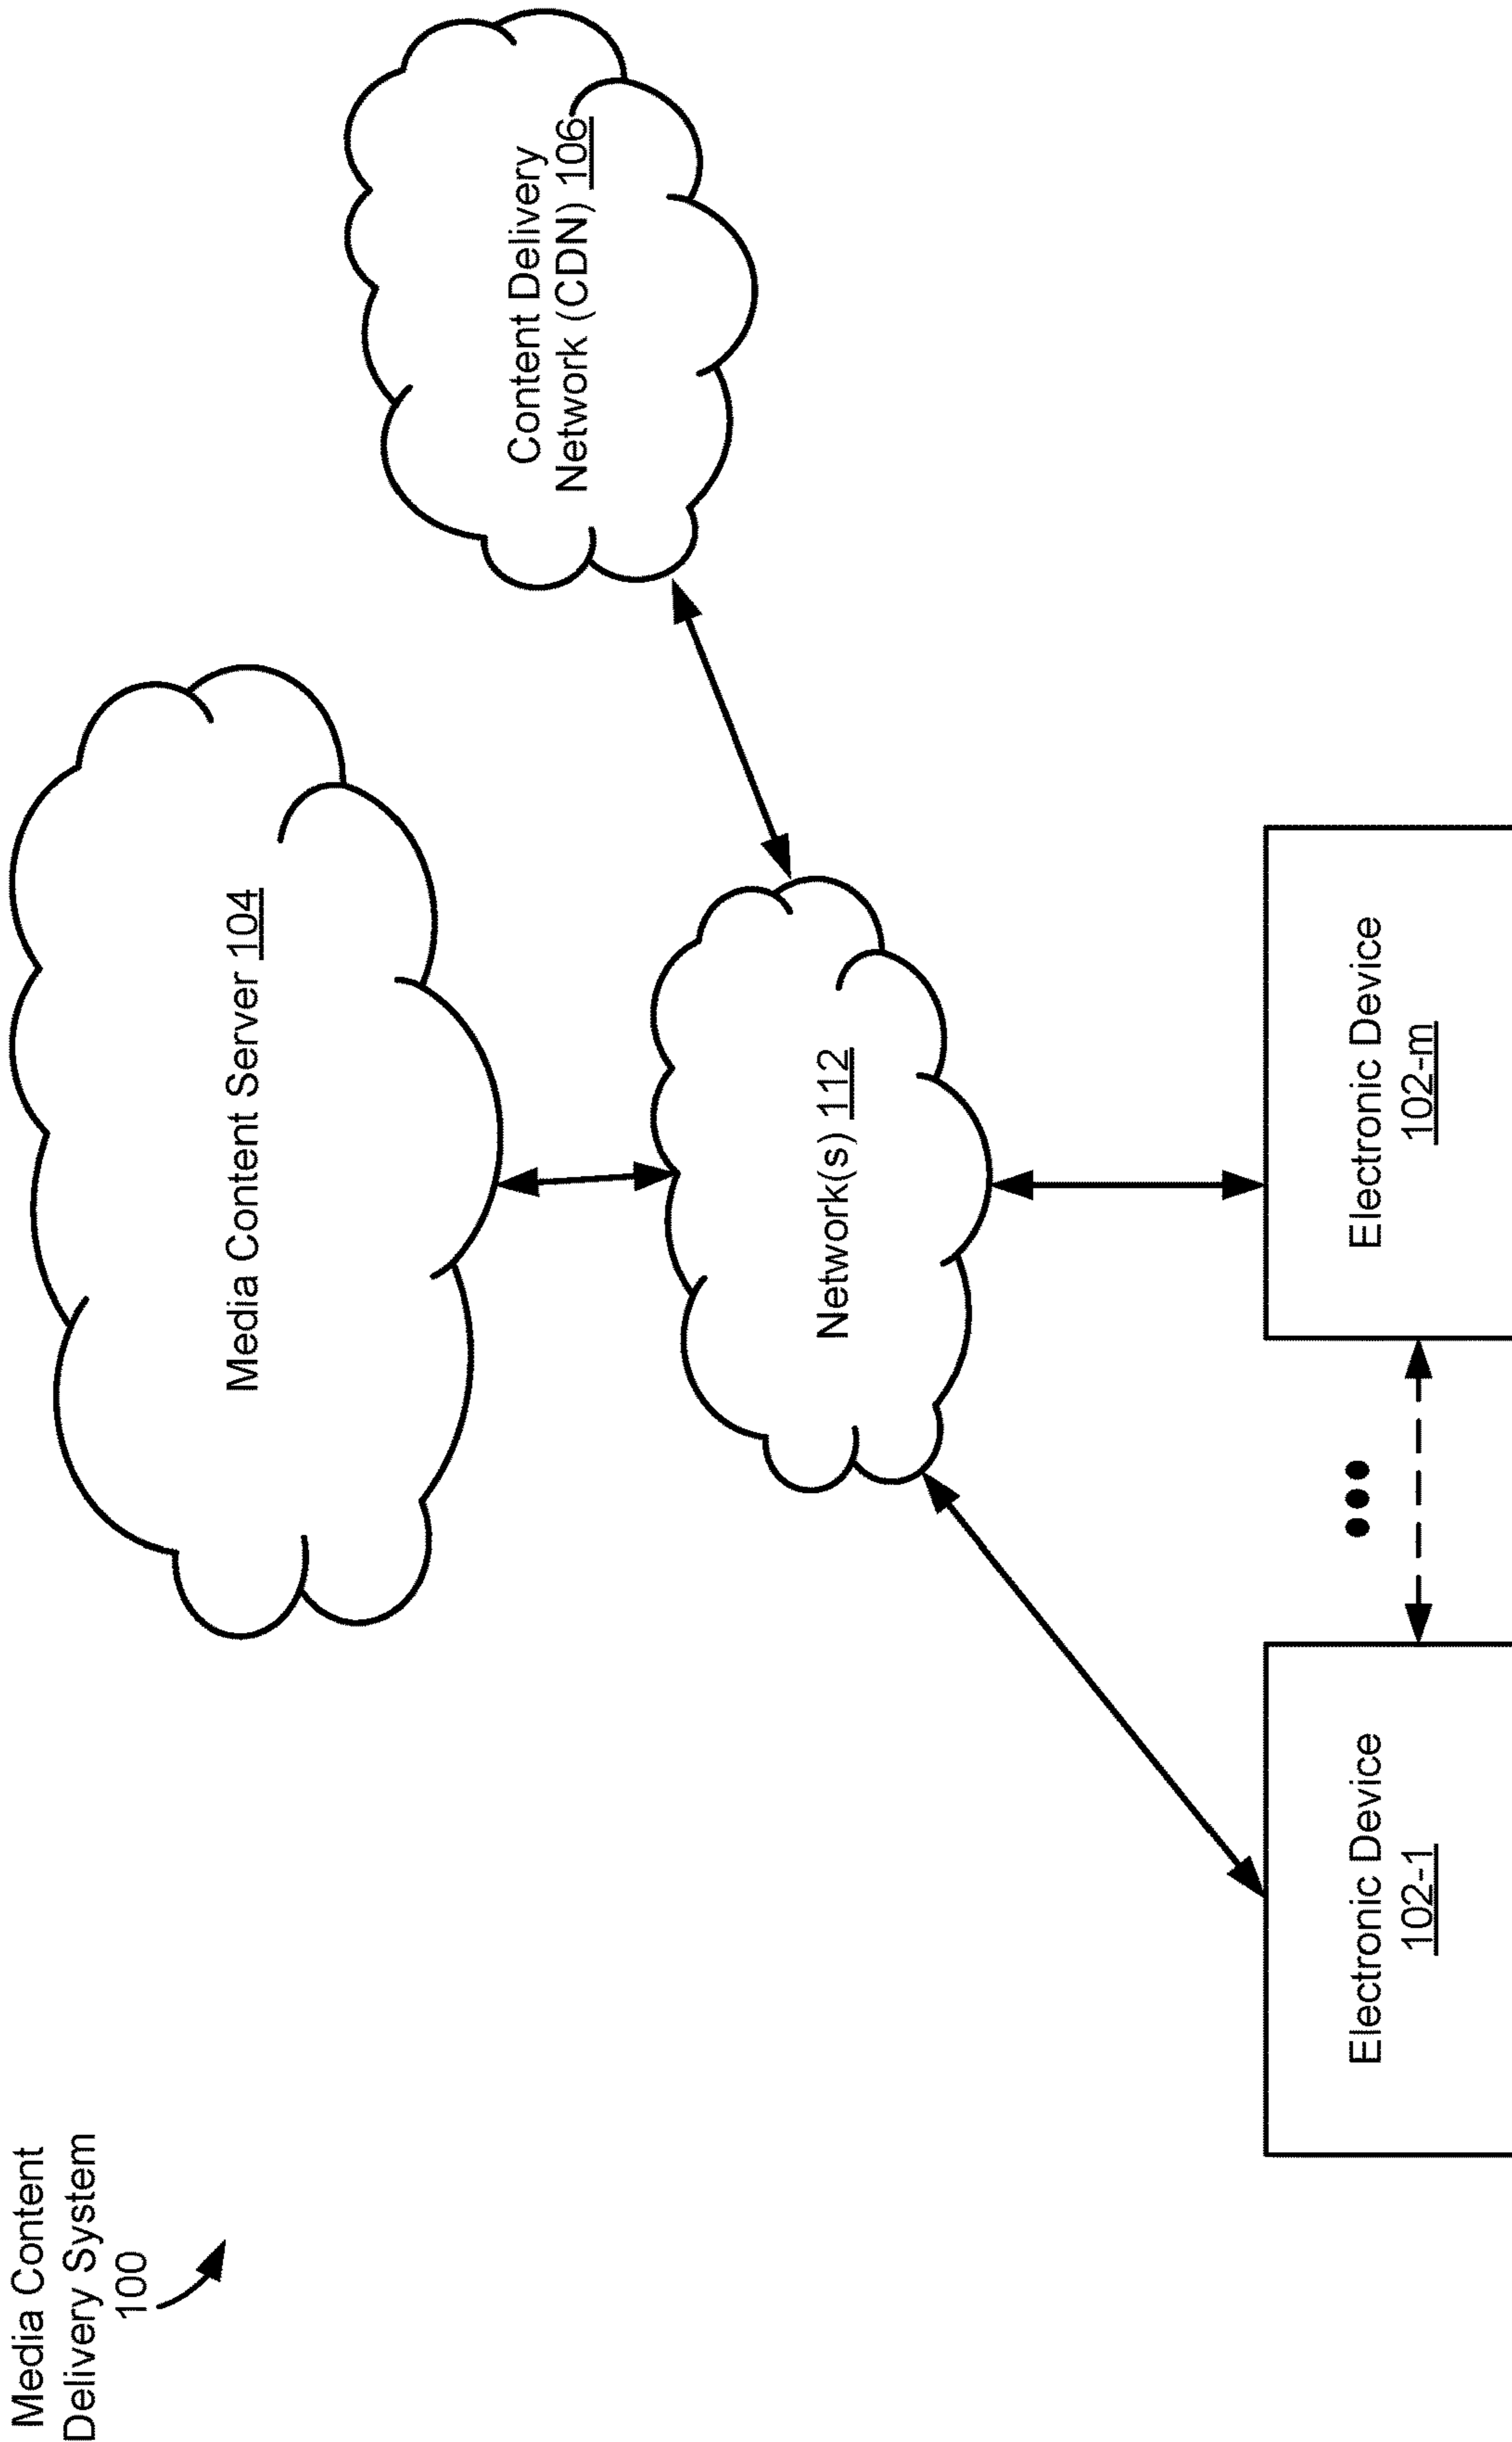 Media Content
Delivery System
100
Media Content Server 104
Content Delivery
Network (CDN) 106
Network(s) 112
Electronic Device
102-1
Electronic Device
102-m